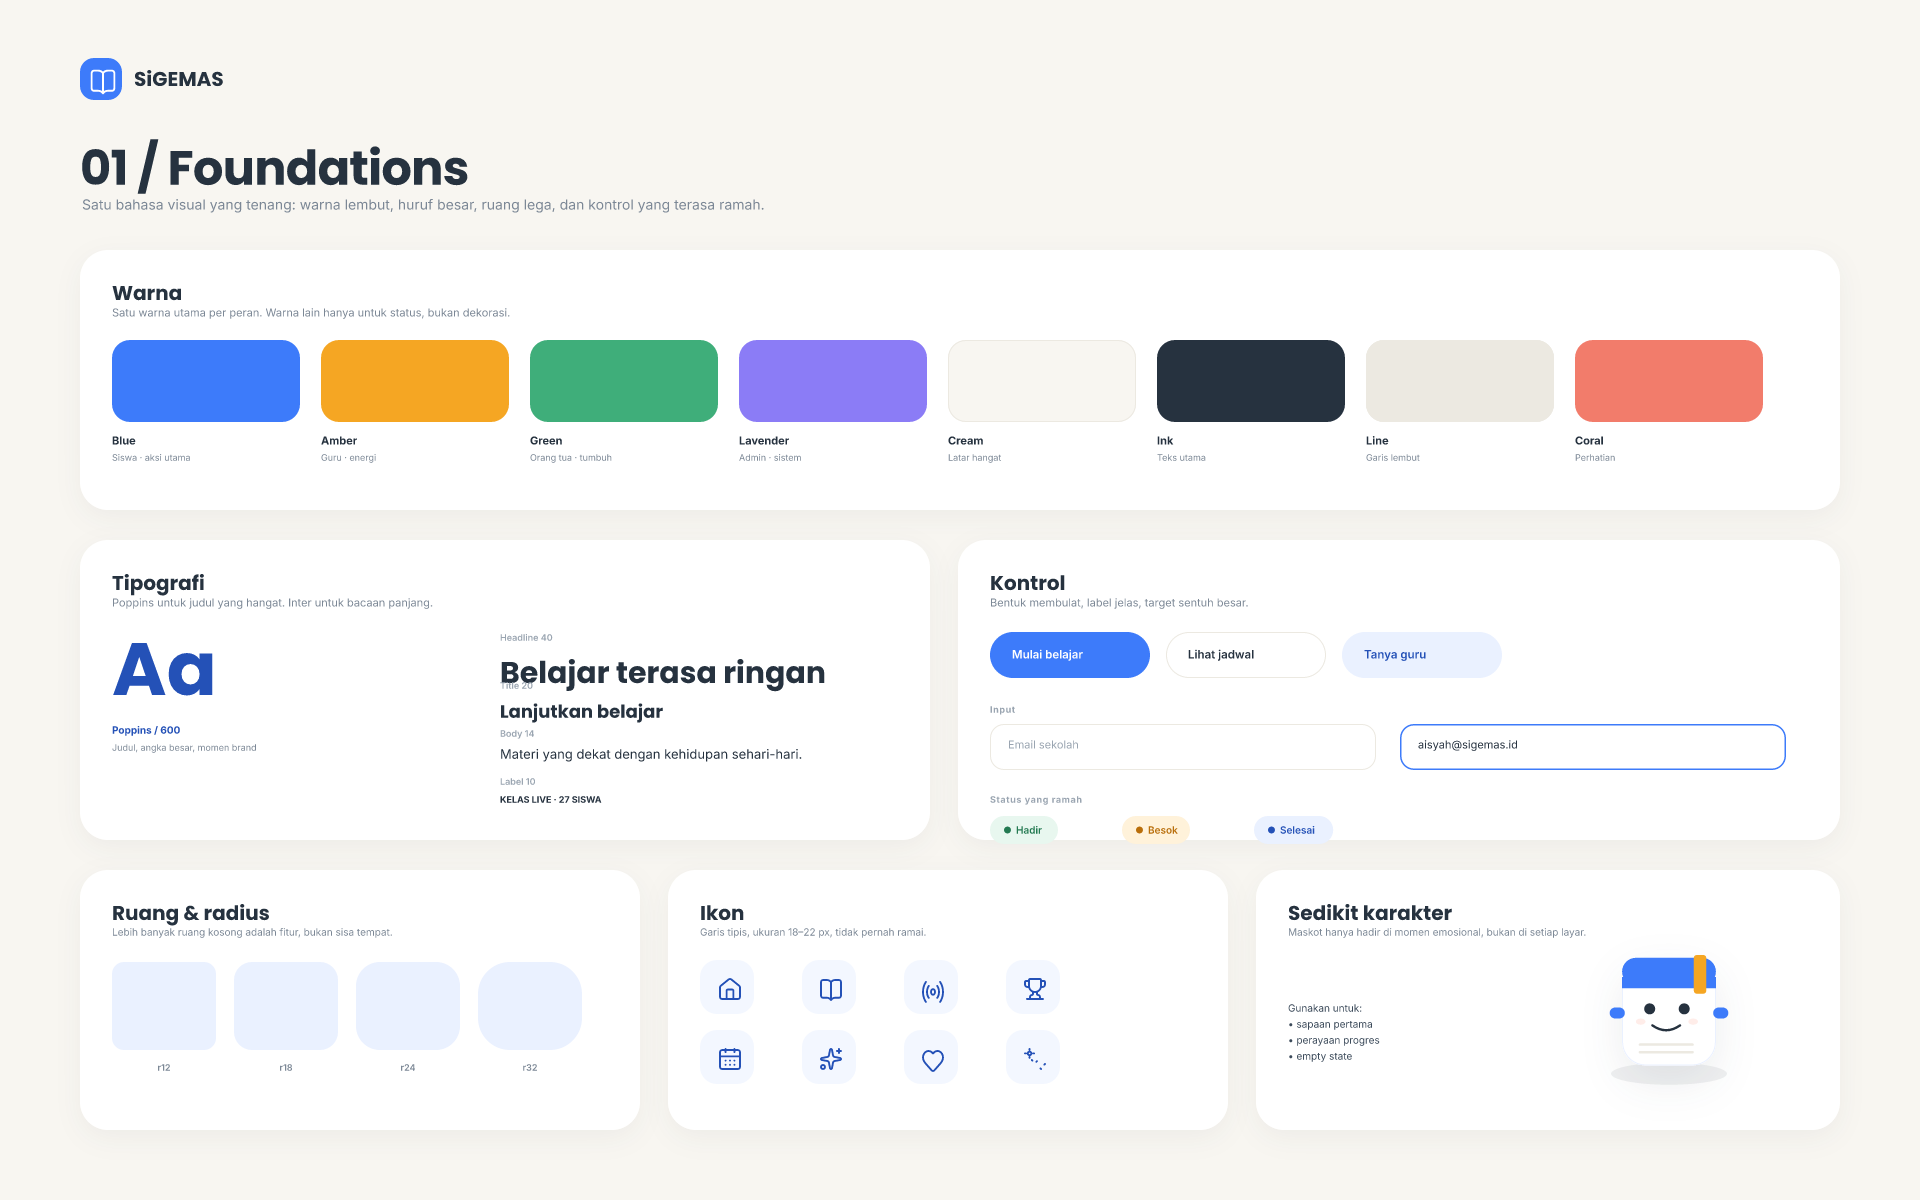 SiGEMAS
01 / Foundations
Satu bahasa visual yang tenang: warna lembut, huruf besar, ruang lega, dan kontrol yang terasa ramah.
Warna
Satu warna utama per peran. Warna lain hanya untuk status, bukan dekorasi.
Blue
Siswa · aksi utama
Amber
Guru · energi
Green
Orang tua · tumbuh
Lavender
Admin · sistem
Cream
Latar hangat
Ink
Teks utama
Line
Garis lembut
Coral
Perhatian
Tipografi
Poppins untuk judul yang hangat. Inter untuk bacaan panjang.
Aa
Poppins / 600
Judul, angka besar, momen brand
Headline 40
Belajar terasa ringan
Title 20
Lanjutkan belajar
Body 14
Materi yang dekat dengan kehidupan sehari-hari.
Label 10
KELAS LIVE · 27 SISWA
Kontrol
Bentuk membulat, label jelas, target sentuh besar.
Mulai belajar
Lihat jadwal
Tanya guru
Input
Email sekolah
aisyah@sigemas.id
Status yang ramah
Hadir
Besok
Selesai
Ruang & radius
Lebih banyak ruang kosong adalah fitur, bukan sisa tempat.
r12
r18
r24
r32
Ikon
Garis tipis, ukuran 18–22 px, tidak pernah ramai.
Sedikit karakter
Maskot hanya hadir di momen emosional, bukan di setiap layar.
Gunakan untuk:
• sapaan pertama
• perayaan progres
• empty state